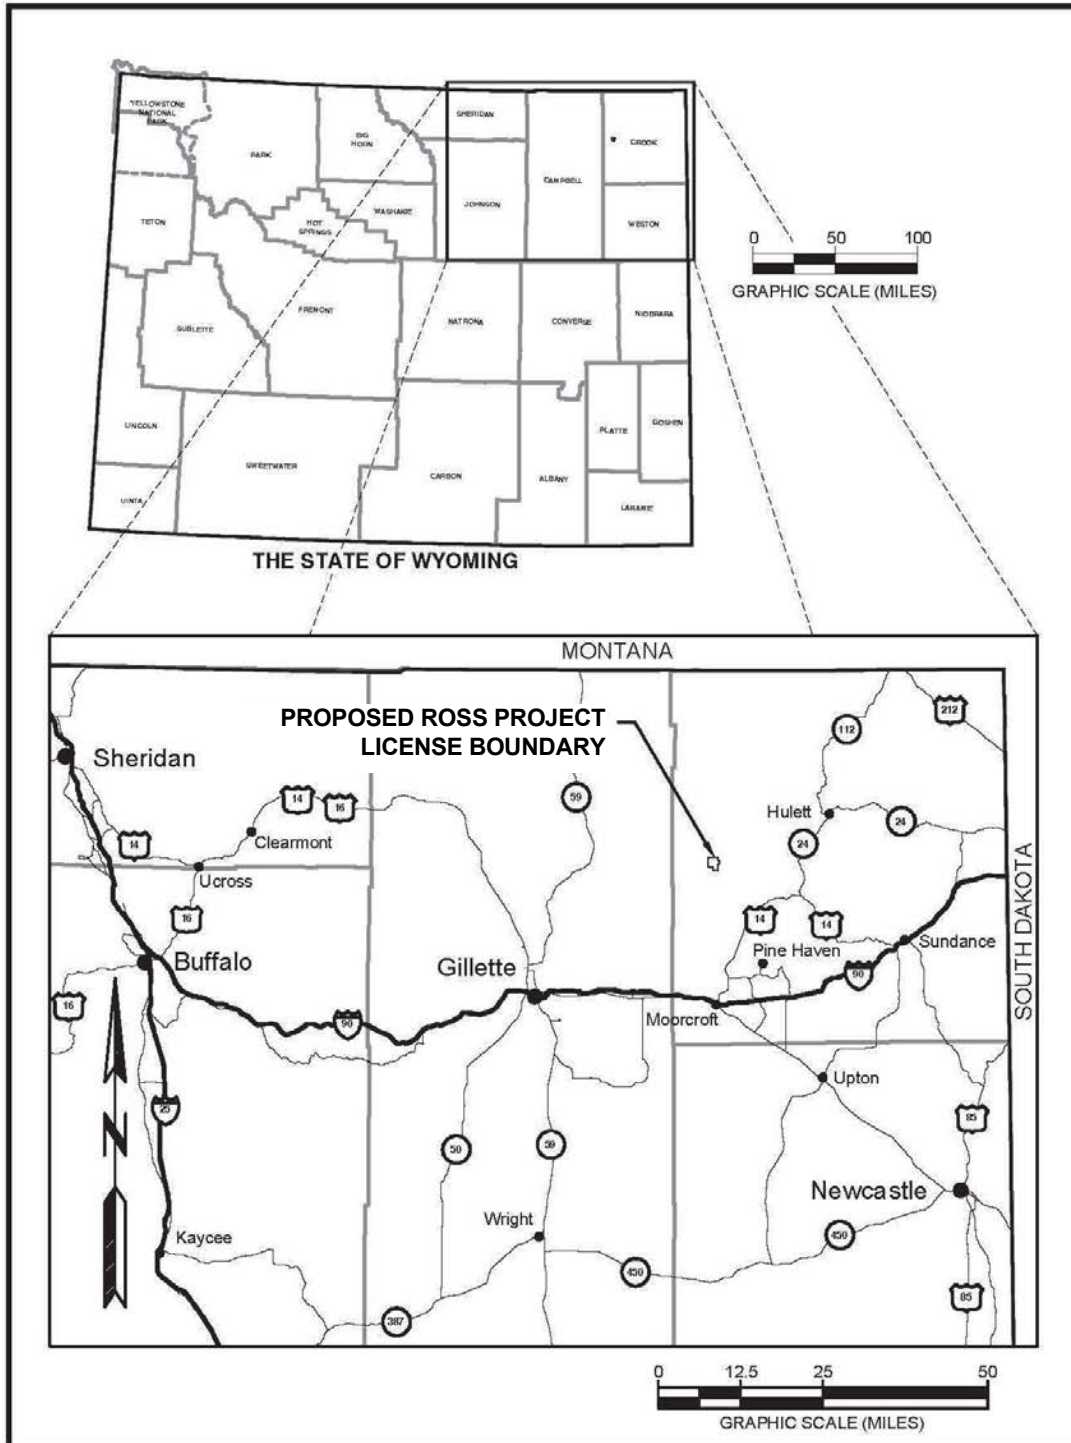 YELLOWSTONE
NATIONAL
PARK
PARK
BIG
HORN
SHERIDAN
CROOK
CAMPBELL
JOHNSON
WESTON
TETON
HOT
SPRINGS
WASHAKIE
0 50 100
GRAPHIC SCALE (MILES)
SUBLETTE
FREMONT
NATRONA
CONVERSE
NIOBRARA
LINCOLN
SWEETWATER
CARBON
ALBANY
PLATTE
GOSHEN
UINTA
LARAMIE
THE STATE OF WYOMING
MONTANA
PROPOSED ROSS PROJECT
LICENSE BOUNDARY
212
112
Sheridan
14
16
59
Hulett
24
24
Clearmont
14
Ucross
16
14
14
Sundance
SOUTH DAKOTA
Buffalo
Gillette
Pine Haven
90
16
90
Moorcroft
Upton
N
25
85
50
59
Newcastle
Wright
Kaycee
450
450
85
387
0 12.5 25 50
GRAPHIC SCALE (MILES)